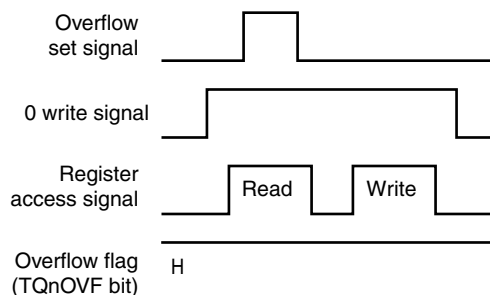 Overflow
set signal
0 write signal
Register
access signal
Read
Write
Overflow flag
(TQnOVF bit)
H